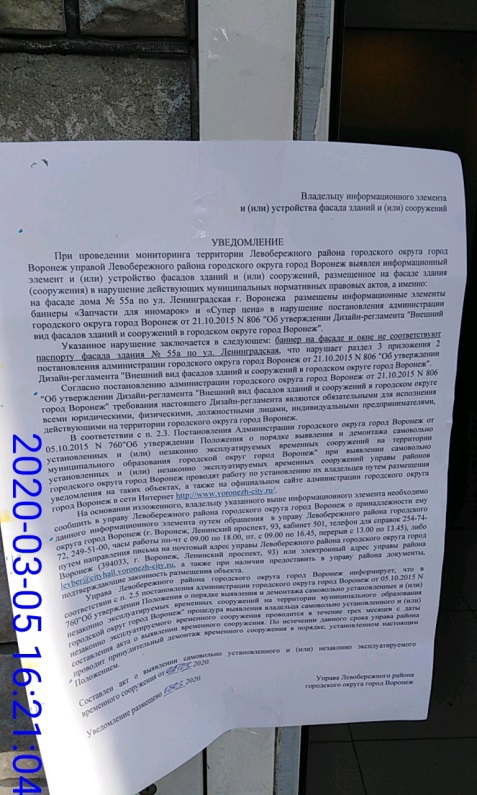 Владельцу информационного элемента
и (или) устройства фасада зданий и (или) сооружений
УВЕДОМЛЕНИЕ
При проведении мониторинга территории Левобережного района городского округа город
Воронеж управой Левобережного района городского округа город Воронеж выявлен информационный
элемент и (или) устройство фасадов зданий и (или) сооружений, размещенное на фасаде здания
(сооружения) в нарушение действующих муниципальных нормативных правовых актов, а именно:
на фасаде дома № 55а по ул. Ленинградская г. Воронежа размещены информационные элементы
баннеры «Запчасти для иномарок» и «Супер цена» в нарушение постановления администрации
городского округа город Воронеж от 21.10.2015 N 806 "Об утверждении Дизайн-регламента "Внешний
вид фасадов зданий и сооружений в городском округе город Воронеж".
Указанное нарушение заключается в следующем: баннер на фасаде и окне не соответствуют
паспорту фасада здания № 55а по ул. Ленинградская, что нарушает раздел 3 приложения 2
постановления администрации городского округа город Воронеж от 21.10.2015 N 806 "Об утверждении
Дизайн-регламента "Внешний вид фасадов зданий и сооружений в городском округе город Воронеж".
Согласно постановлению администрации городского округа город Воронеж от 21.10.2015 N 806
"Об утверждении Дизайн-регламента "Внешний вид фасадов зданий и сооружений в городском округе
город Воронеж" требования настоящего Дизайн-регламента являются обязательными для исполнения
всеми юридическими, физическими, должностными лицами, индивидуальными предпринимателями,
действующими на территории городского округа город Воронеж.
В соответствии с п. 2.3. Постановления Администрации городского округа город Воронеж от
05.10.2015 N 760"Об утверждении Положения о порядке выявления и демонтажа самовольно
установленных и (или) незаконно эксплуатируемых временных сооружений на территории
муниципального образования городской округ город Воронеж" при выявлении самовольно
установленных и (или) незаконно эксплуатируемых временных сооружений управы районов
городского округа город Воронеж проводят работу по установлению их владельцев путем размещения
уведомления на таких объектах, а также на официальном сайте администрации городского округа
город Воронеж в сети Интернет http://www.voronezh-city.ru/.
На основании изложенного, владельцу указанного выше информационного элемента необходимо
сообщить в управу Левобережного района городского округа город Воронеж о принадлежности ему
данного информационного элемента путем обращения в управу Левобережного района городского
округа город Воронеж (г. Воронеж, Ленинский проспект, 93, кабинет 501, телефон для справок 254-74-
72, 249-51-00, часы работы пн-чт с 09.00 по 18.00, пт. с 09.00 по 16.45, перерыв с 13.00 по 13.45), либо
путем направления письма на почтовый адрес управы Левобережного района городского округа город
Воронеж (394033, г. Воронеж, Ленинский проспект, 93) или электронный адрес управы района
levber@cityhall.voronezh-city.ru, а также при наличии предоставить в управу района документы,
подтверждающие законность размещения объекта.
Управа Левобережного района городского округа город Воронеж информирует, что в
соответствии с п. 2.5 постановления администрации городского округа город Воронеж от 05.10.2015 N
760"Об утверждении Положения о порядке выявления и демонтажа самовольно установленных и (или)
незаконно эксплуатируемых временных сооружений на территории муниципального образования
городской округ город Воронеж" процедура выявления владельца самовольно установленного и (или)
незаконно эксплуатируемого временного сооружения проводится в течение трех месяцев с даты
составления акта о выявлении временного сооружения. По истечении данного срока управа района
проводит принудительный демонтаж временного сооружения в порядке, установленном настоящим
Положением.
Составлен акт о выявлении самовольно установленного и (или) незаконно эксплуатируемого
временного сооружения от 2020.
Уведомление размещено 2020.
Управа Левобережного района
городского округа город Воронеж
2020-03-05 16:21:04